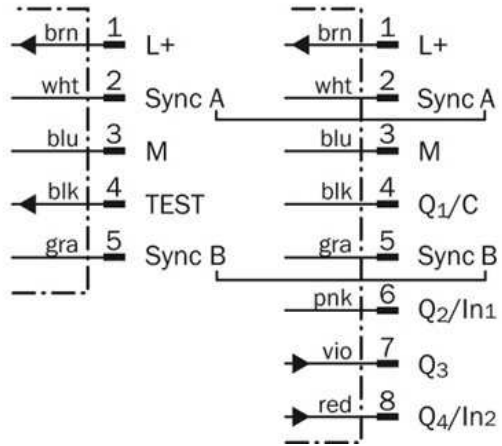 brn 1 L+
wht 2 Sync A
blu 3 M
blk 4 TEST
gra 5 Sync B
brn 1 L+
wht 2 Sync A
blu 3 M
blk 4 Q1/C
gra 5 Sync B
pnk 6 Q2/In1
vio 7 Q3
red 8 Q4/In2